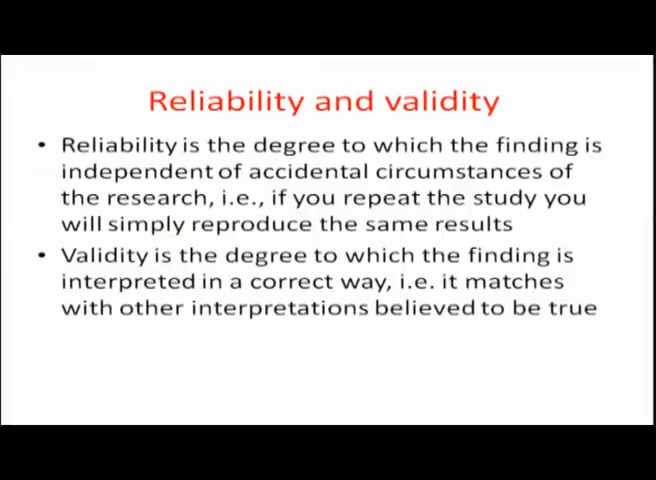 Reliability and validity
• Reliability is the degree to which the finding is
independent of accidental circumstances of
the research, i.e., if you repeat the study you
will simply reproduce the same results
• Validity is the degree to which the finding is
interpreted in a correct way, i.e. it matches
with other interpretations believed to be true